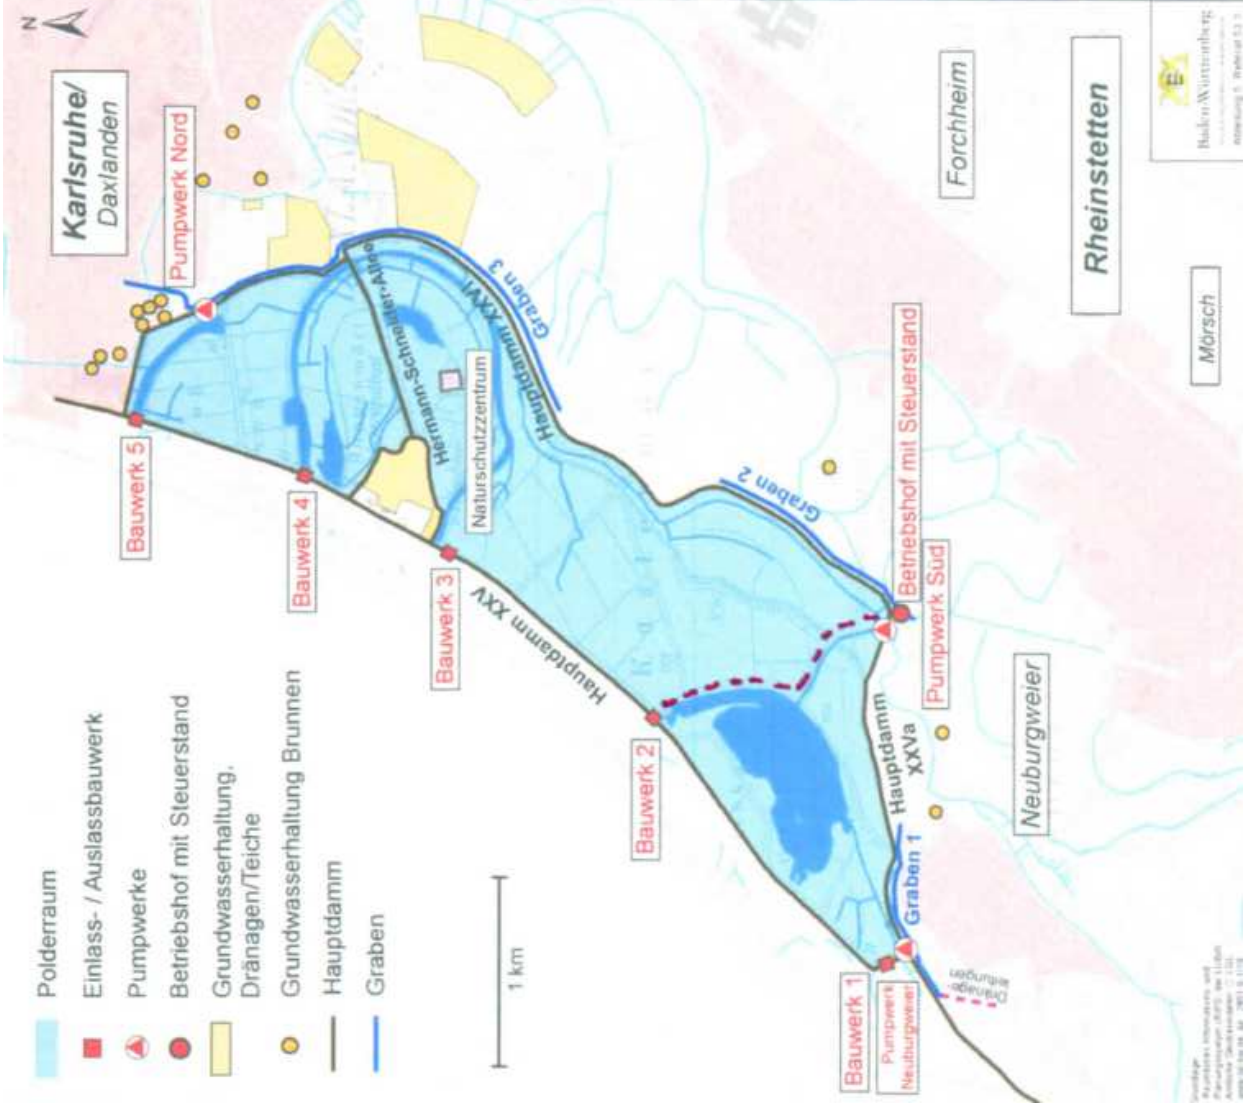 N
Karlsruhe/
Daxlanden
Pumpwerk Nord
Bauwerk 5
Bauwerk 4
Bauwerk 3
Bauwerk 2
Bauwerk 1
Pumpwerk
Neuburgweier
Hermann-Schneider-Allee
Naturschutzzentrum
Hauptdamm XXVI
Graben 3
Hauptdamm XXV
Graben 2
Betriebshof mit Steuerstand
Pumpwerk Süd
Hauptdamm
XXVa
Graben 1
Dränage-
leitungen
Neuburgweier
Forchheim
Rheinstetten
Mörsch
Polderraum
Einlass- / Auslassbauwerk
Pumpwerke
Betriebshof mit Steuerstand
Grundwasserhaltung,
Dränagen/Teiche
Grundwasserhaltung Brunnen
Hauptdamm
Graben
1 km
Baden-Württemberg